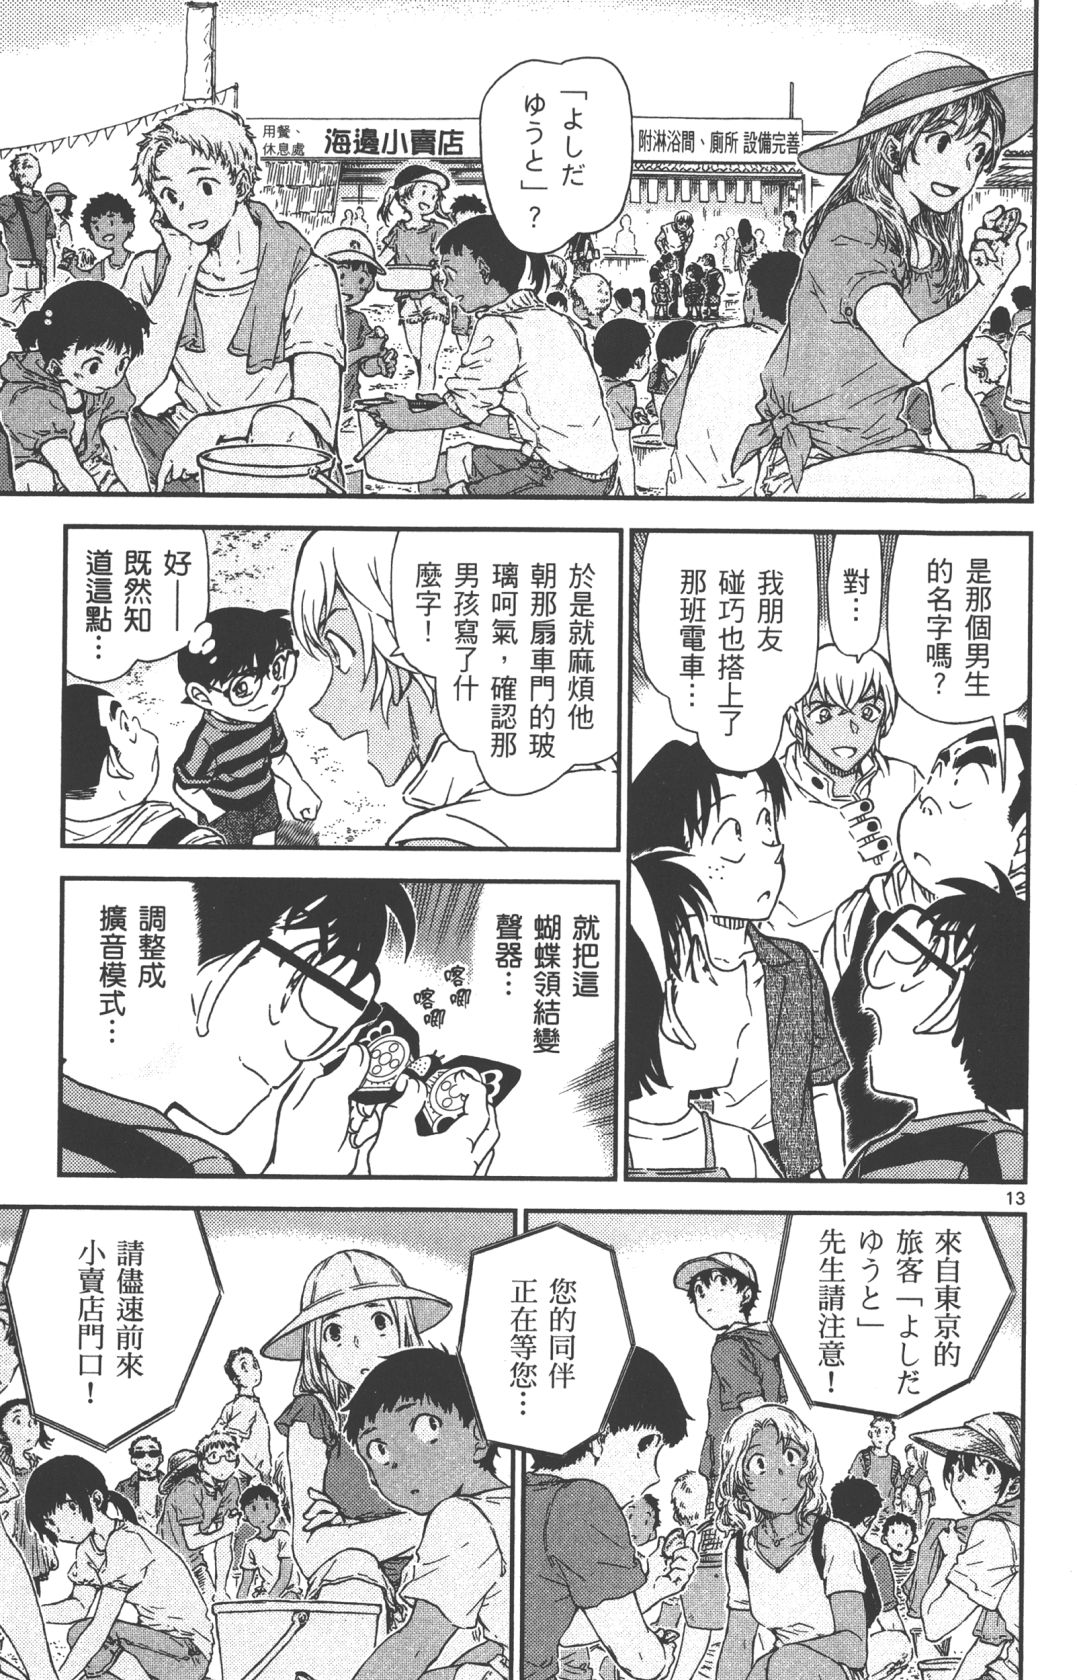 「よしだ
ゆうと」?
用餐、
休息處
海邊小賣店
附淋浴間、廁所 設備完善
是那個男生
的名字嗎?
對…
我朋友
碰巧也搭上了
那班電車…
於是就麻煩他
朝那扇車門的玻
璃呵氣,確認那
男孩寫了什
麼字!
好——
既然知
道這點…
就把這
蝴蝶領結變
聲器…
喀唧
喀唧
調整成
擴音模式…
13
來自東京的
旅客「よしだ
ゆうと」
先生請注意!
您的同伴
正在等您…
請儘速前來
小賣店門口!